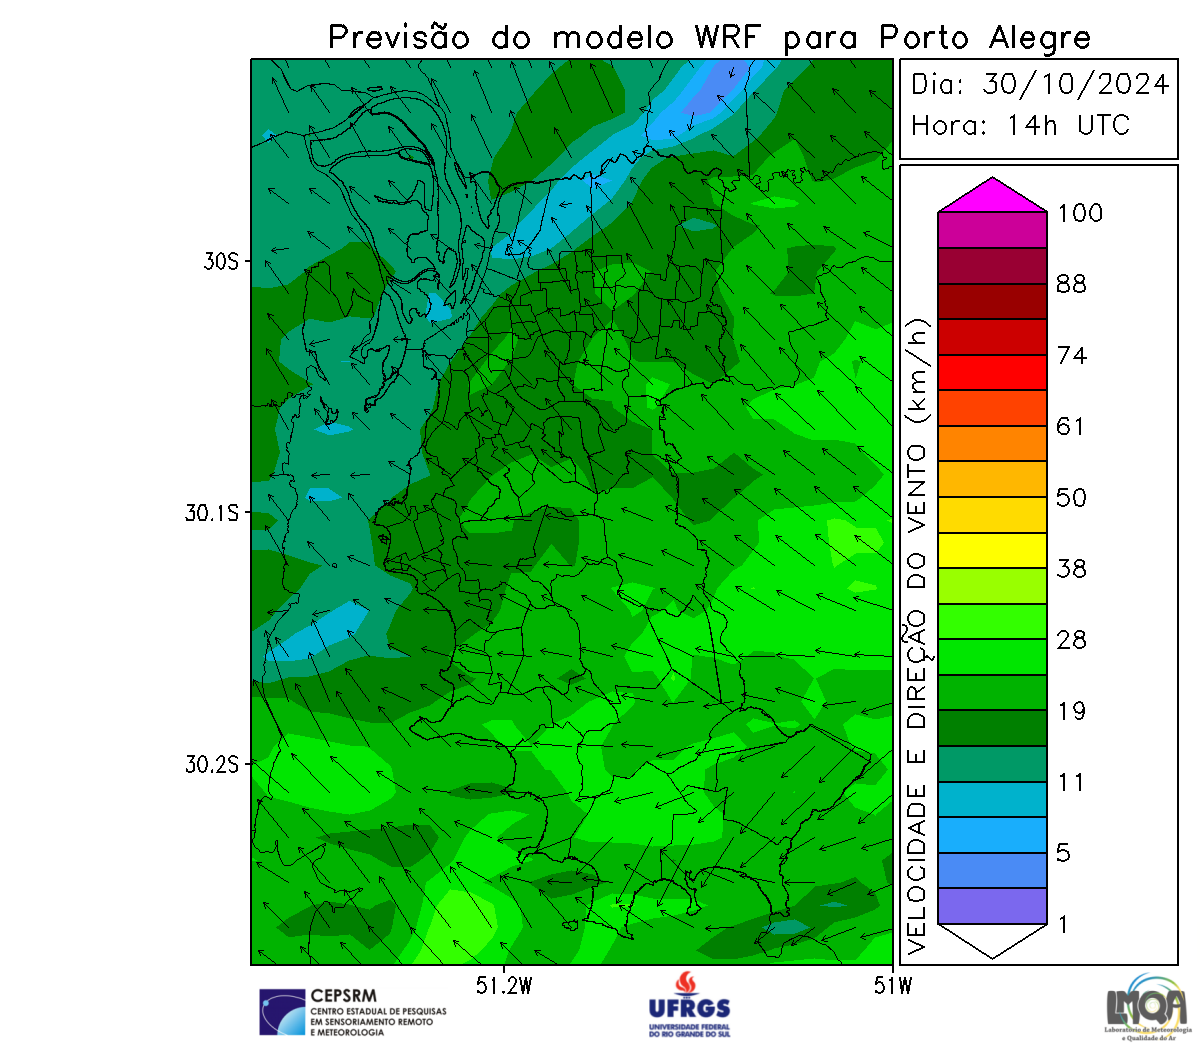 Previsão do modelo WRF para Porto Alegre
Dia: 30/10/2024
Hora: 14h UTC
30S
30.1S
30.2S
51.2W
51W
VELOCIDADE E DIREÇÃO DO VENTO (km/h)
100
88
74
61
50
38
28
19
11
5
1
CEPSRM
CENTRO ESTADUAL DE PESQUISAS
EM SENSORIAMENTO REMOTO
E METEOROLOGIA
UFRGS
UNIVERSIDADE FEDERAL
DO RIO GRANDE DO SUL
LMQA
Laboratório de Meteorologia
e Qualidade do Ar